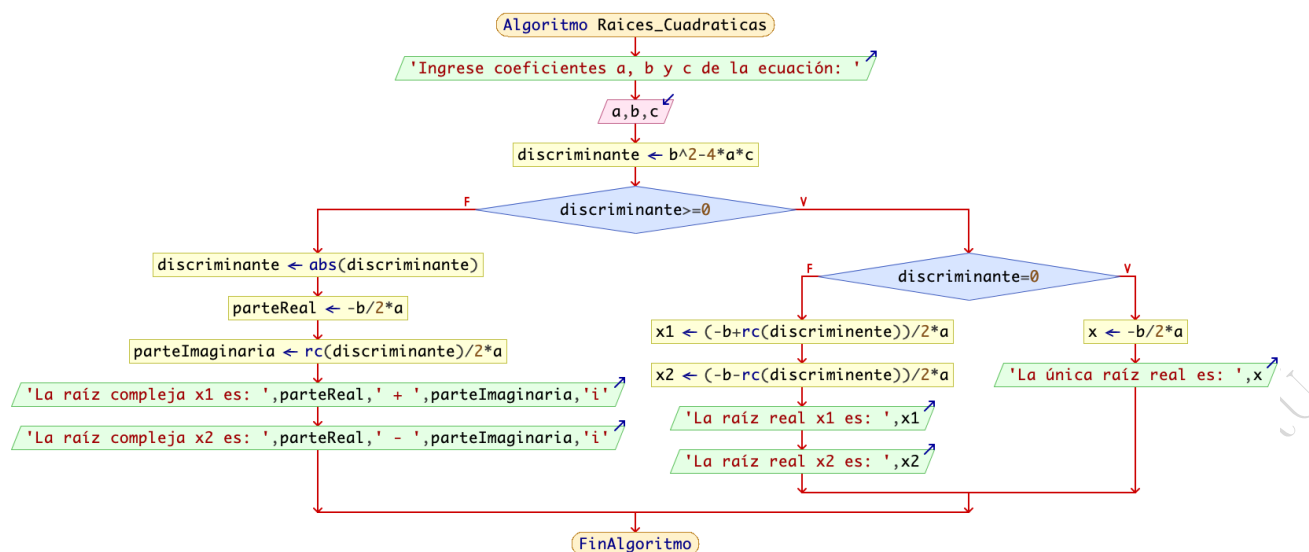 Algoritmo Raices_Cuadraticas
'Ingrese coeficientes a, b y c de la ecuación: '
a,b,c
discriminante ← b^2-4*a*c
discriminante>=0
F
V
discriminante ← abs(discriminante)
parteReal ← -b/2*a
parteImaginaria ← rc(discriminante)/2*a
'La raíz compleja x1 es: ',parteReal,' + ',parteImaginaria,'i'
'La raíz compleja x2 es: ',parteReal,' - ',parteImaginaria,'i'
discriminante=0
F
V
x1 ← (-b+rc(discriminente))/2*a
x2 ← (-b-rc(discriminente))/2*a
'La raíz real x1 es: ',x1
'La raíz real x2 es: ',x2
x ← -b/2*a
'La única raíz real es: ',x
FinAlgoritmo